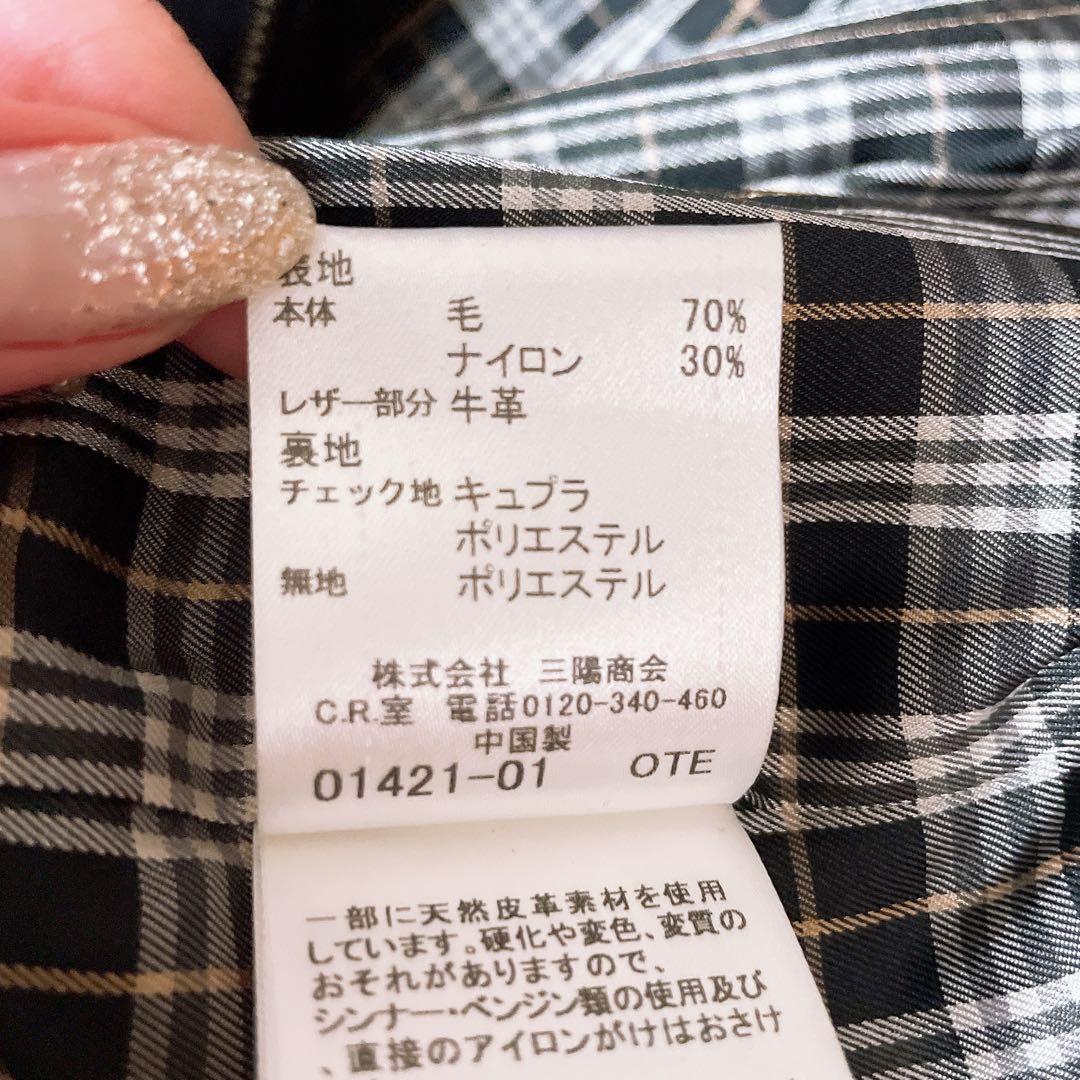 表地
本体 毛 70%
ナイロン 30%
レザー部分 牛革
裏地
チェック地 キュプラ
ポリエステル
無地 ポリエステル
株式会社 三陽商会
C.R.室 電話0120-340-460
中国製
01421-01 OTE
一部に天然皮革素材を使用
しています。硬化や変色、変質の
おそれがありますので、
シンナー・ベンジン類の使用及び
、直接のアイロンがけはおさけ